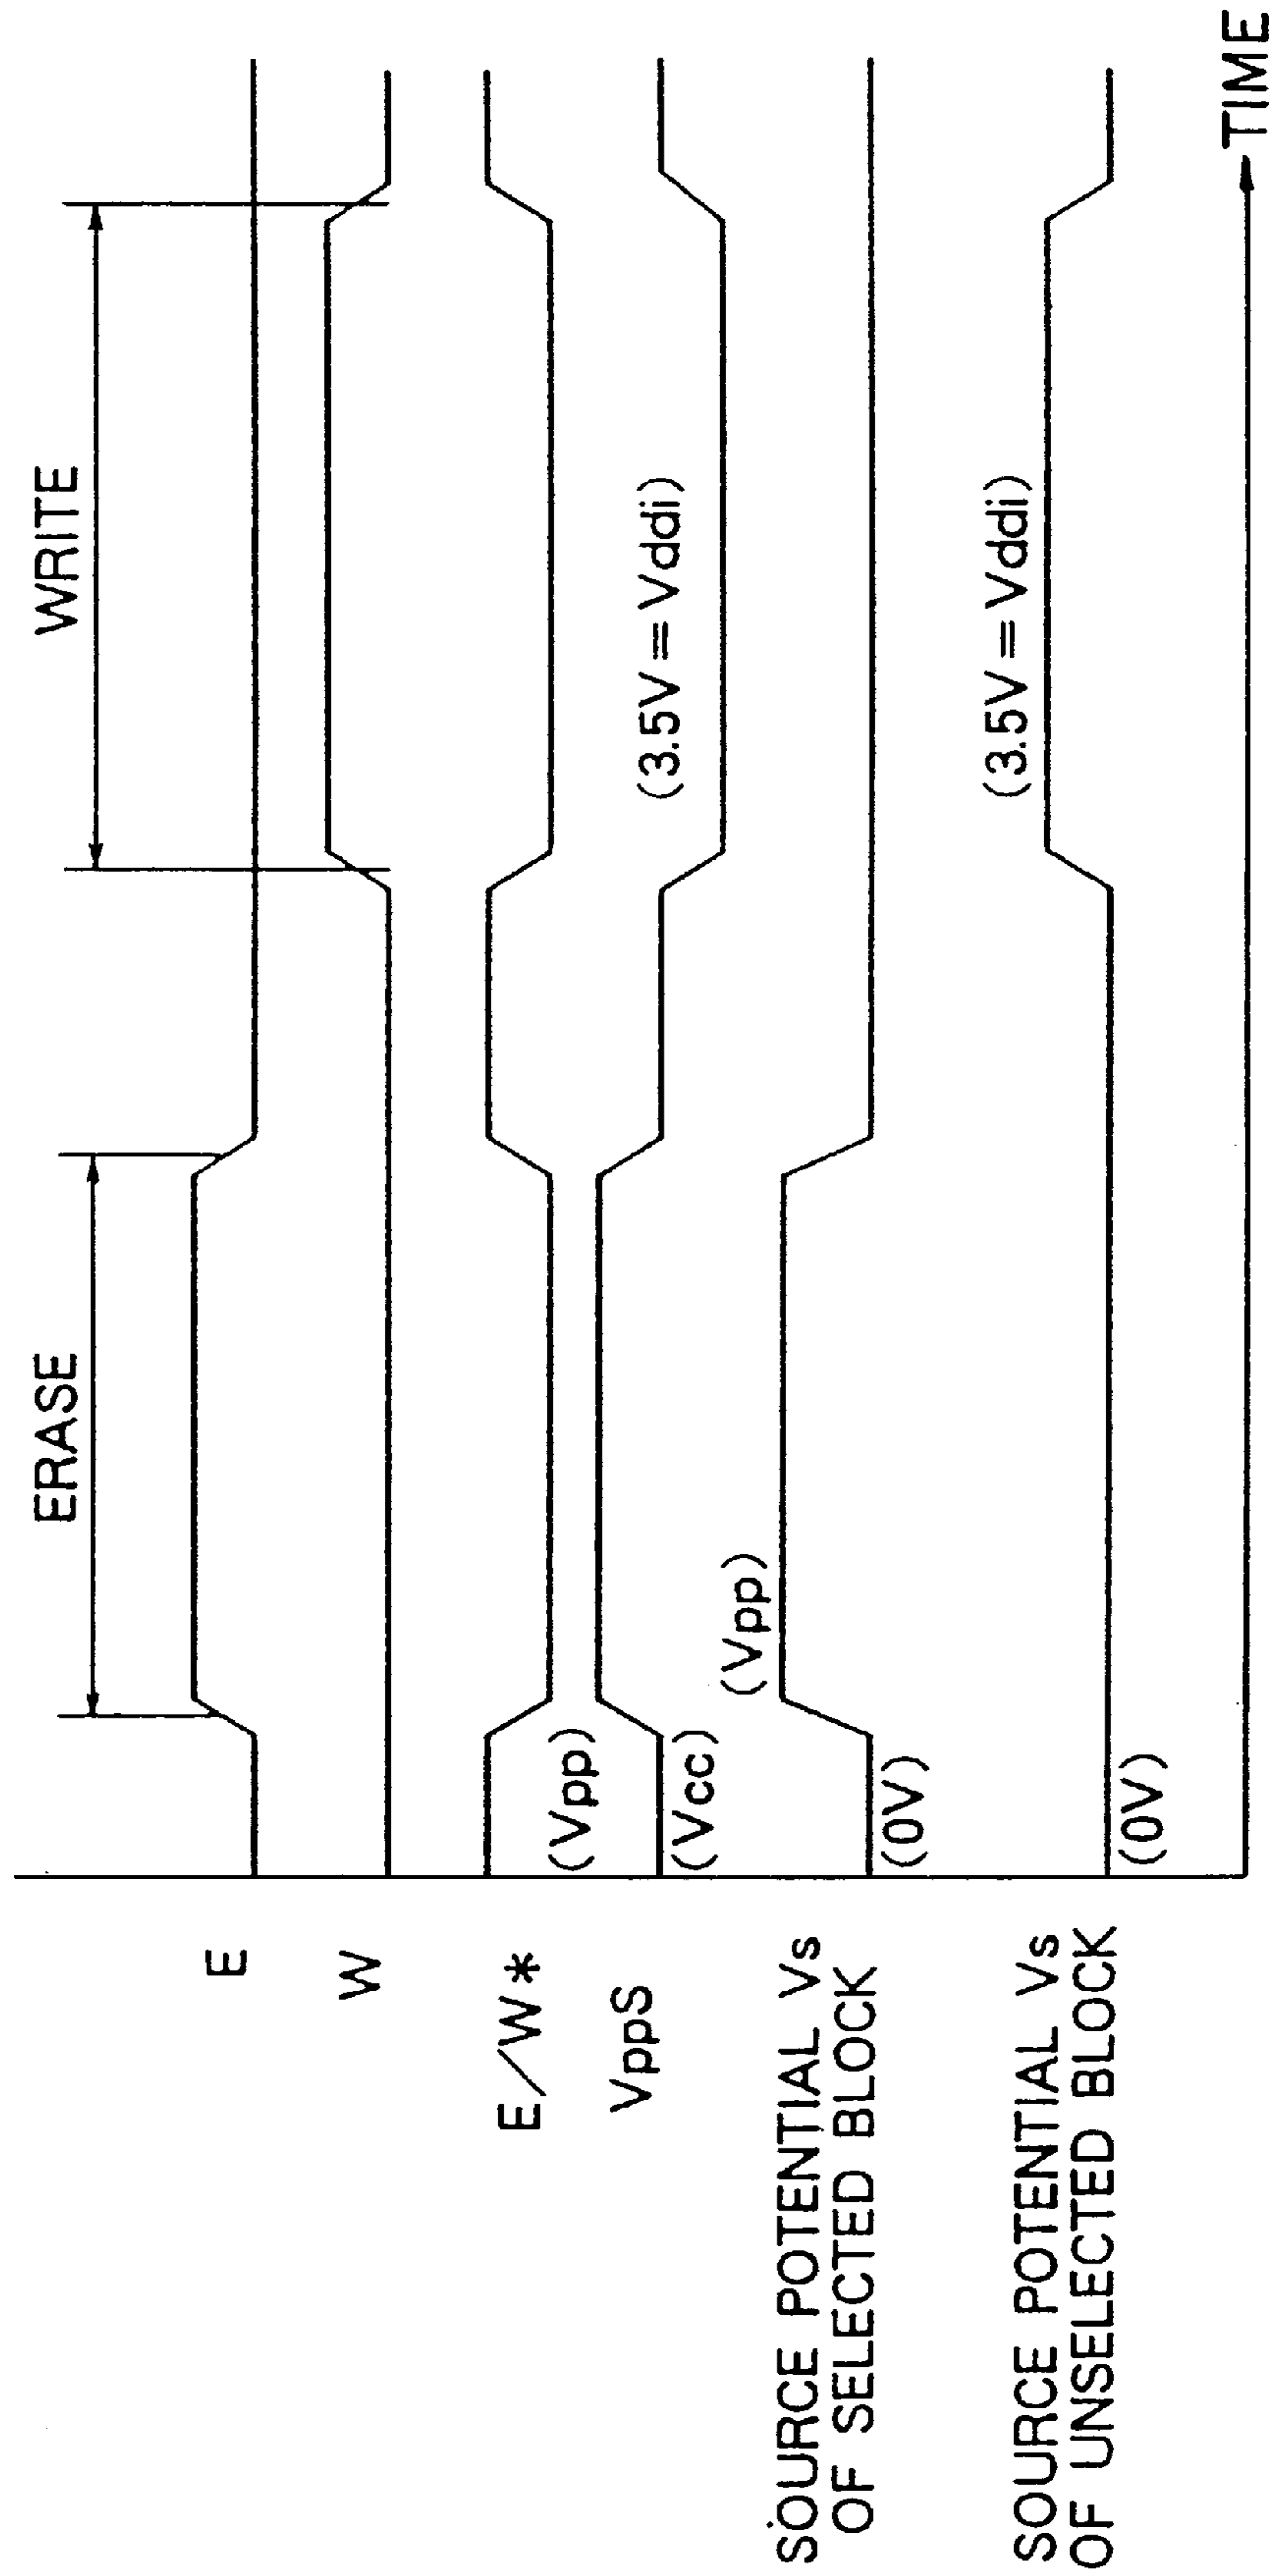 ERASE
WRITE
E
W
E/W*
(Vpp)
VppS
(Vcc)
(3.5V=Vddi)
(Vpp)
SOURCE POTENTIAL Vs
OF SELECTED BLOCK
(0V)
(3.5V=Vddi)
SOURCE POTENTIAL Vs
OF UNSELECTED BLOCK
(0V)
TIME